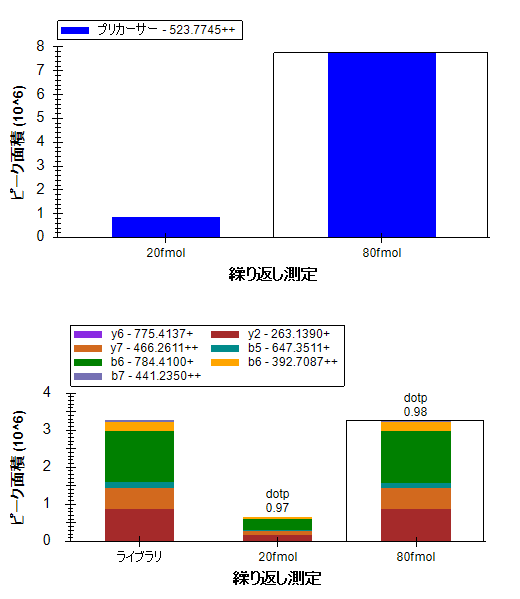 プリカーサー - 523.7745++
8
7
6
5
4
3
2
1
0
ピーク面積 (10^6)
20fmol 80fmol
繰り返し測定
y6 - 775.4137+ y2 - 263.1390+
y7 - 466.2611++ b5 - 647.3511+
b6 - 784.4100+ b6 - 392.7087++
b7 - 441.2350++
4
3
2
1
0
ピーク面積 (10^6)
dotp
0.97
dotp
0.98
ライブラリ 20fmol 80fmol
繰り返し測定